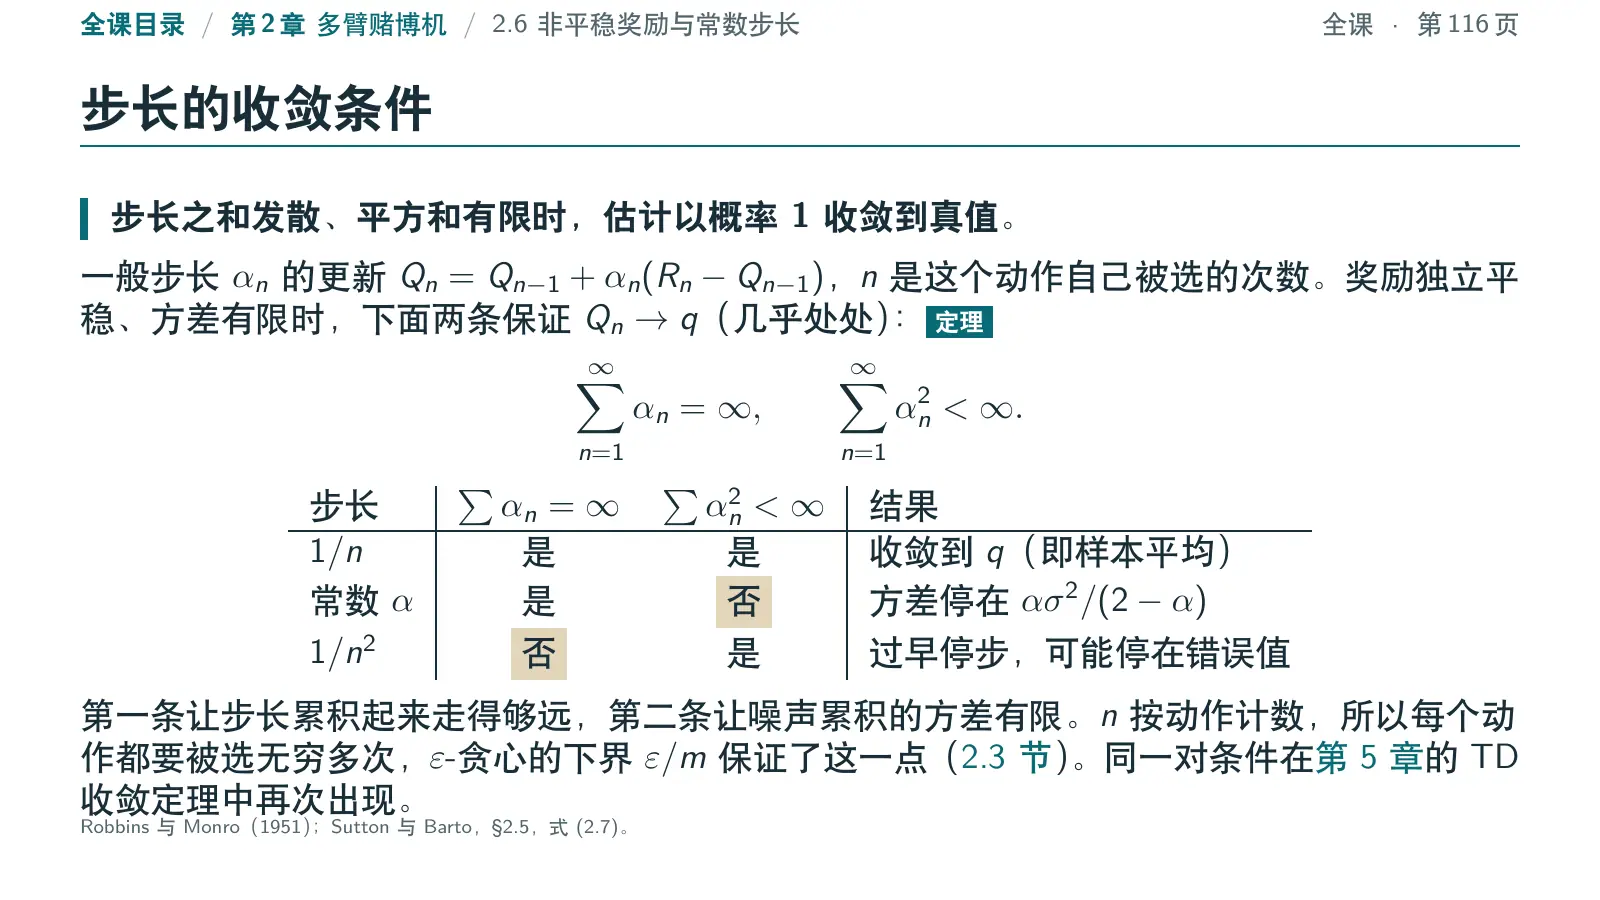 全课目录 / 第 2 章 多臂赌博机 / 2.6 非平稳奖励与常数步长 全课 · 第 116 页
步长的收敛条件
步长之和发散、平方和有限时，估计以概率 1 收敛到真值。
一般步长 αₙ 的更新 Qₙ = Qₙ₋₁ + αₙ(Rₙ − Qₙ₋₁)，n 是这个动作自己被选的次数。奖励独立平
稳、方差有限时，下面两条保证 Qₙ → q（几乎处处）： 定理
∑_{n=1}^{∞} αₙ = ∞, ∑_{n=1}^{∞} αₙ² < ∞.
步长 ∑ αₙ = ∞ ∑ αₙ² < ∞ 结果
1/n 是 是 收敛到 q（即样本平均）
常数 α 是 否 方差停在 ασ²/(2 − α)
1/n² 否 是 过早停步，可能停在错误值
第一条让步长累积起来走得够远，第二条让噪声累积的方差有限。n 按动作计数，所以每个动
作都要被选无穷多次，ε-贪心的下界 ε/m 保证了这一点（2.3 节）。同一对条件在第 5 章的 TD
收敛定理中再次出现。
Robbins 与 Monro（1951）；Sutton 与 Barto，§2.5，式 (2.7)。